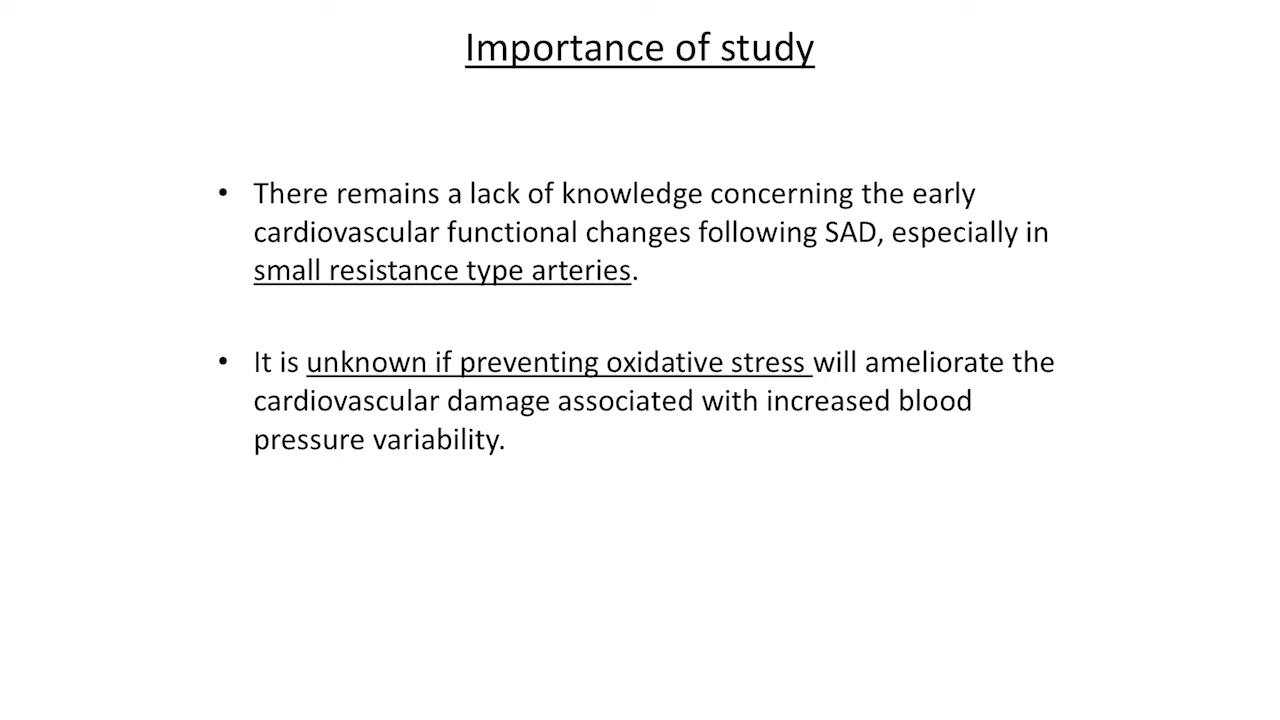 Importance of study
• There remains a lack of knowledge concerning the early
cardiovascular functional changes following SAD, especially in
small resistance type arteries.
• It is unknown if preventing oxidative stress will ameliorate the
cardiovascular damage associated with increased blood
pressure variability.